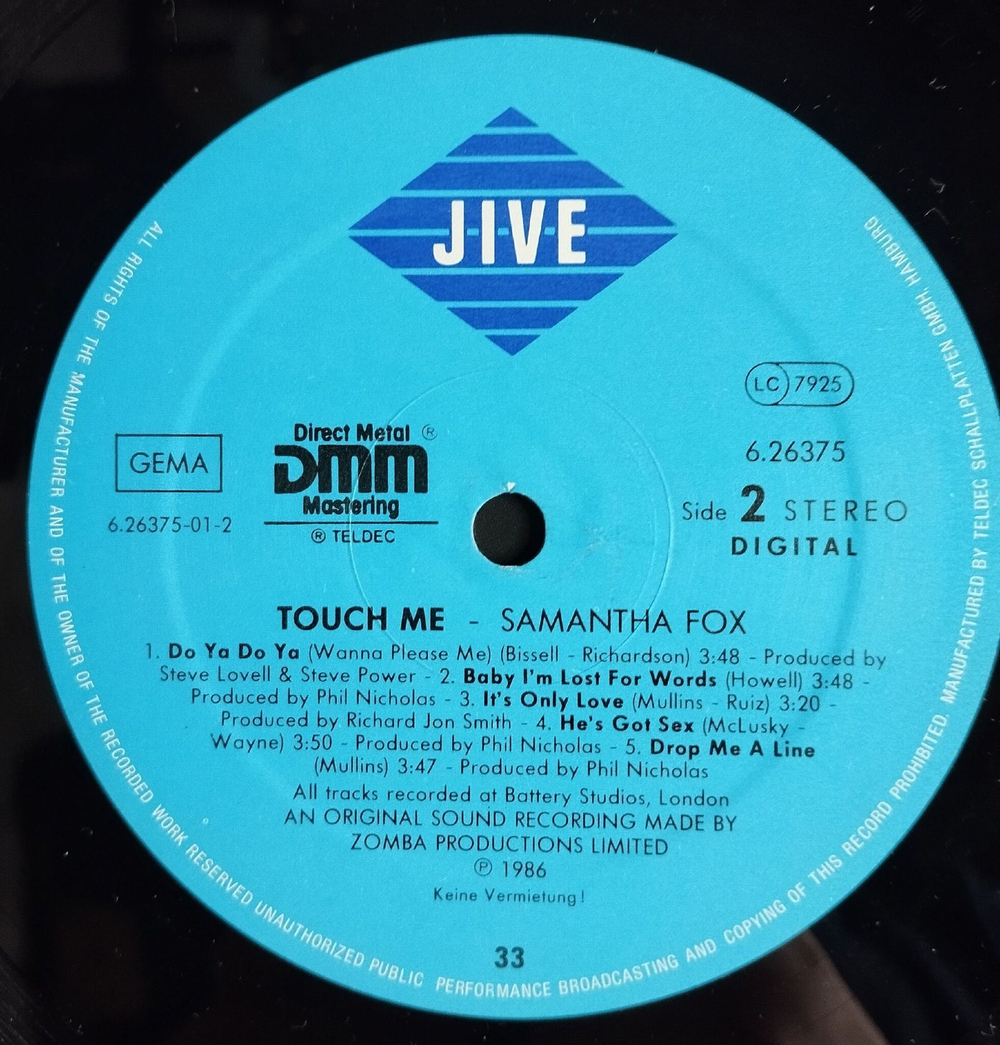 JIVE
LC 7925
GEMA
6.26375-01-2
Direct Metal ®
DMM
Mastering
® TELDEC
6.26375
Side 2 STEREO
DIGITAL
TOUCH ME - SAMANTHA FOX
1. Do Ya Do Ya (Wanna Please Me) (Bissell - Richardson) 3:48 - Produced by
Steve Lovell & Steve Power - 2. Baby I'm Lost For Words (Howell) 3:48 -
Produced by Phil Nicholas - 3. It's Only Love (Mullins - Ruiz) 3:20 -
Produced by Richard Jon Smith - 4. He's Got Sex (McLusky -
Wayne) 3:50 - Produced by Phil Nicholas - 5. Drop Me A Line
(Mullins) 3:47 - Produced by Phil Nicholas
All tracks recorded at Battery Studios, London
AN ORIGINAL SOUND RECORDING MADE BY
ZOMBA PRODUCTIONS LIMITED
℗ 1986
Keine Vermietung!
33
ALL RIGHTS OF THE MANUFACTURER AND OF THE OWNER OF THE RECORDED WORK RESERVED UNAUTHORIZED PUBLIC PERFORMANCE BROADCASTING AND COPYING OF THIS RECORD PROHIBITED. MANUFACTURED BY TELDEC SCHALLPLATTEN GMBH, HAMBURG